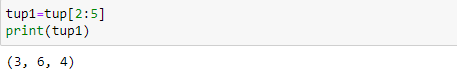 tup1=tup[2:5]
print(tup1)
(3, 6, 4)